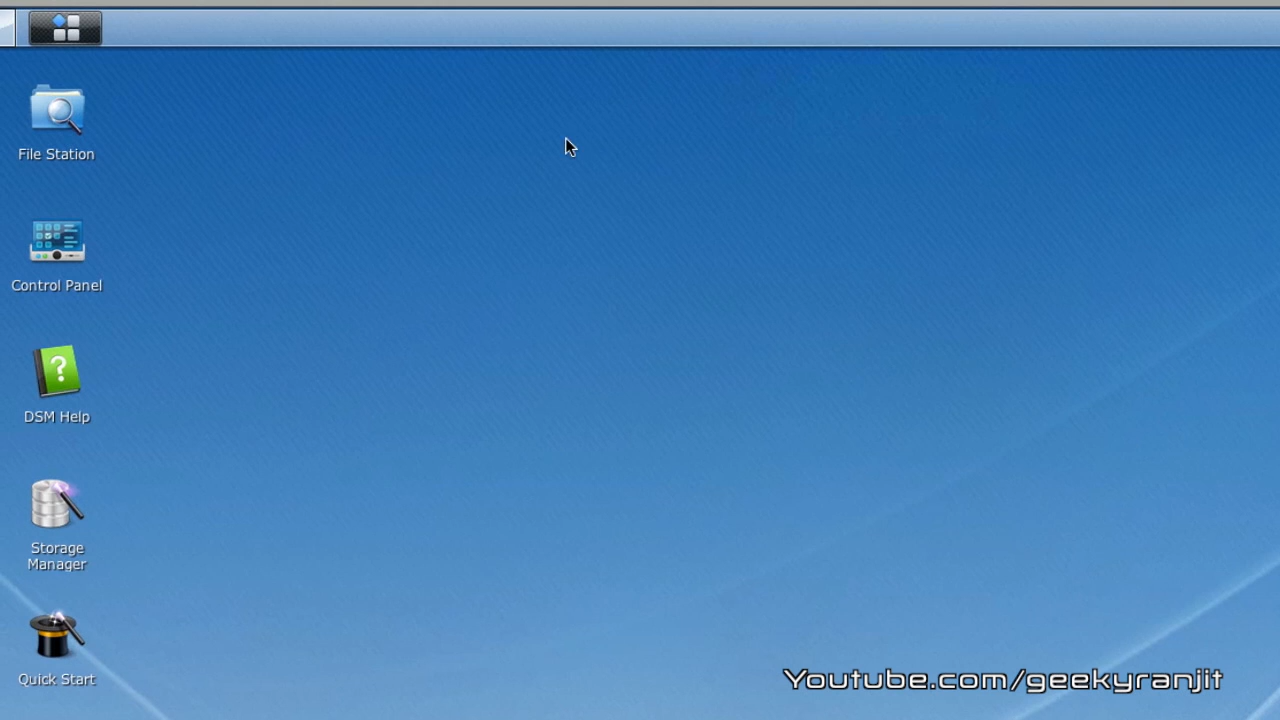 File Station
Control Panel
DSM Help
Storage
Manager
Quick Start
Youtube.com/geekyranjit